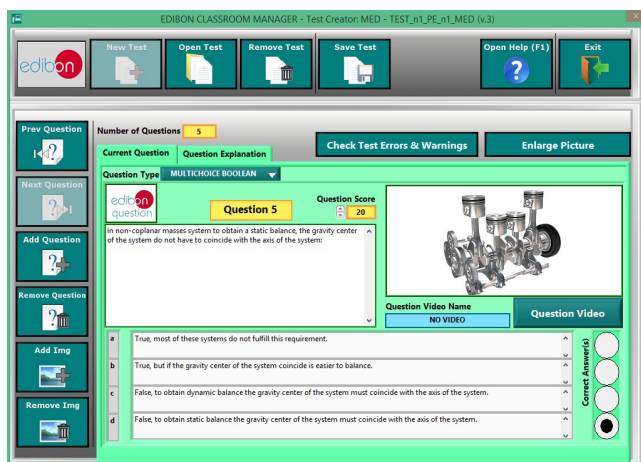 EDIBON CLASSROOM MANAGER - Test Creator: MED - TEST_n1_PE_n1_MED (v.3)
edibon
New Test
Open Test
Remove Test
Save Test
Open Help (F1)
Exit
Prev Question
Next Question
Add Question
Remove Question
Add Img
Remove Img
Number of Questions 5
Check Test Errors & Warnings
Enlarge Picture
Current Question
Question Explanation
Question Type MULTICHOICE BOOLEAN
edibon
question
Question 5
Question Score
20
In non-coplanar masses system to obtain a static balance, the gravity center
of the system do not have to coincide with the axis of the system:
Question Video Name
NO VIDEO
Question Video
a True, most of these systems do not fulfill this requirement.
b True, but if the gravity center of the system coincide is easier to balance.
c False, to obtain dynamic balance the gravity center of the system must coincide with the axis of the system.
d False, to obtain static balance the gravity center of the system must coincide with the axis of the system.
Correct Answer(s)